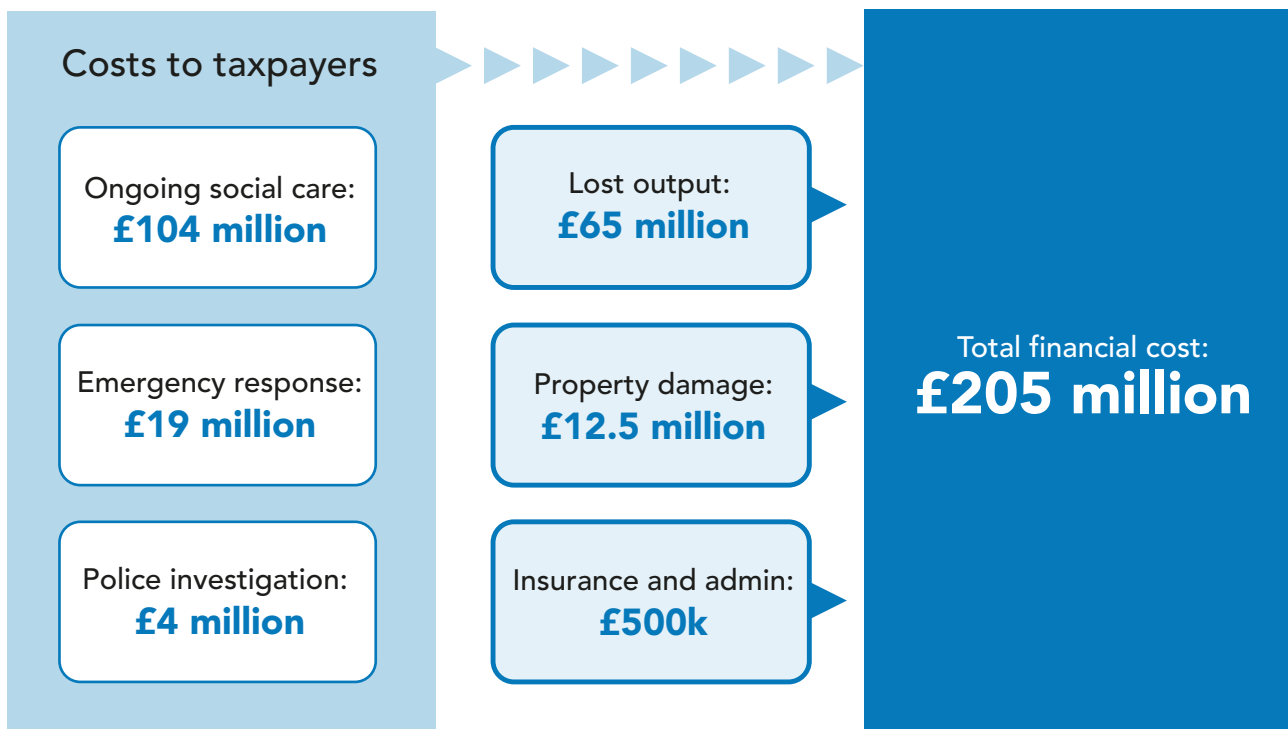 Costs to taxpayers
Ongoing social care:
£104 million
Emergency response:
£19 million
Police investigation:
£4 million
Lost output:
£65 million
Property damage:
£12.5 million
Insurance and admin:
£500k
Total financial cost:
£205 million